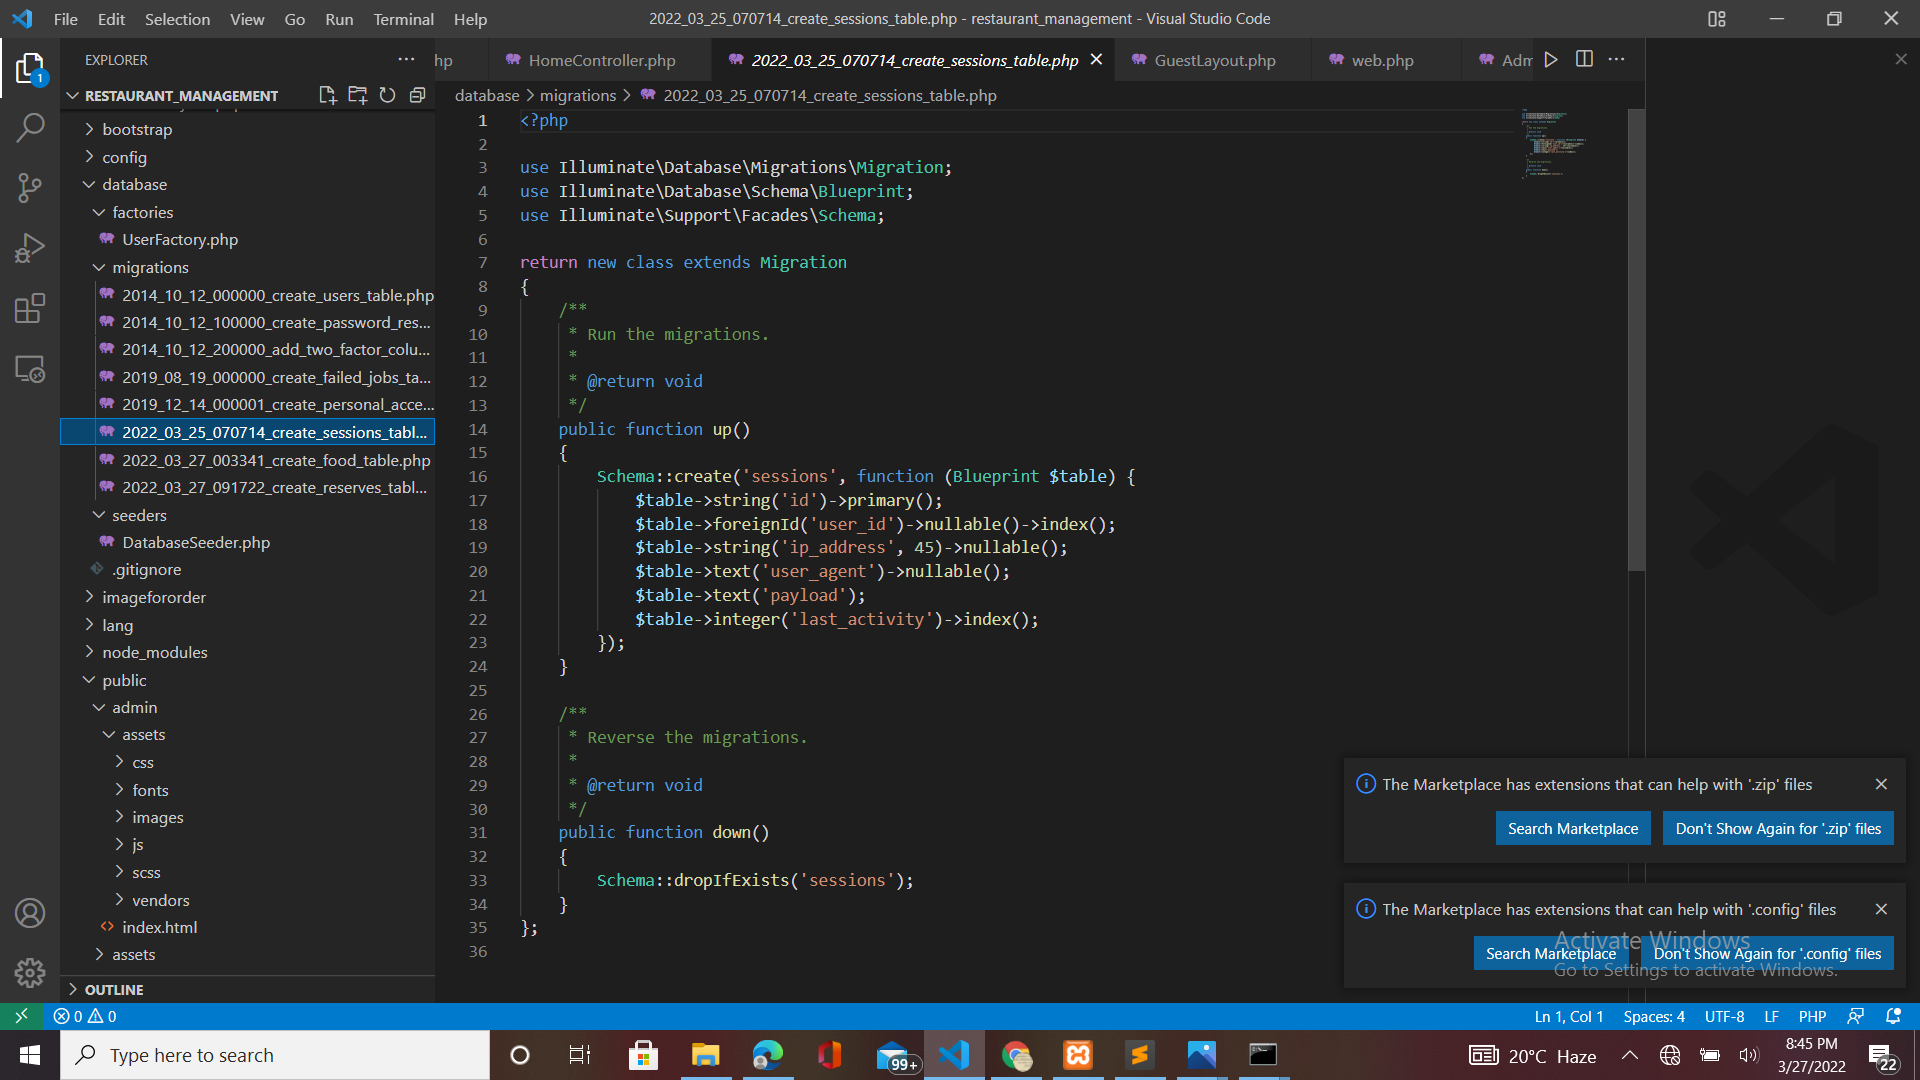 File Edit Selection View Go Run Terminal Help
2022_03_25_070714_create_sessions_table.php - restaurant_management - Visual Studio Code
EXPLORER
hp HomeController.php 2022_03_25_070714_create_sessions_table.php GuestLayout.php web.php Adm
RESTAURANT_MANAGEMENT
database > migrations > 2022_03_25_070714_create_sessions_table.php
bootstrap
config
database
factories
UserFactory.php
migrations
2014_10_12_000000_create_users_table.php
2014_10_12_100000_create_password_res...
2014_10_12_200000_add_two_factor_colu...
2019_08_19_000000_create_failed_jobs_ta...
2019_12_14_000001_create_personal_acce...
2022_03_25_070714_create_sessions_tabl...
2022_03_27_003341_create_food_table.php
2022_03_27_091722_create_reserves_tabl...
seeders
DatabaseSeeder.php
.gitignore
imagefororder
lang
node_modules
public
admin
assets
css
fonts
images
js
scss
vendors
index.html
assets
OUTLINE
1 <?php
2
3 use Illuminate\Database\Migrations\Migration;
4 use Illuminate\Database\Schema\Blueprint;
5 use Illuminate\Support\Facades\Schema;
6
7 return new class extends Migration
8 {
9 /**
10 * Run the migrations.
11 *
12 * @return void
13 */
14 public function up()
15 {
16 Schema::create('sessions', function (Blueprint $table) {
17 $table->string('id')->primary();
18 $table->foreignId('user_id')->nullable()->index();
19 $table->string('ip_address', 45)->nullable();
20 $table->text('user_agent')->nullable();
21 $table->text('payload');
22 $table->integer('last_activity')->index();
23 });
24 }
25
26 /**
27 * Reverse the migrations.
28 *
29 * @return void
30 */
31 public function down()
32 {
33 Schema::dropIfExists('sessions');
34 }
35 };
36
The Marketplace has extensions that can help with '.zip' files
Search Marketplace Don't Show Again for '.zip' files
The Marketplace has extensions that can help with '.config' files
Search Marketplace Don't Show Again for '.config' files
Activate Windows
Go to Settings to activate Windows.
0 0 Ln 1, Col 1 Spaces: 4 UTF-8 LF PHP
Type here to search
99+
20°C Haze
8:45 PM
3/27/2022
22
1